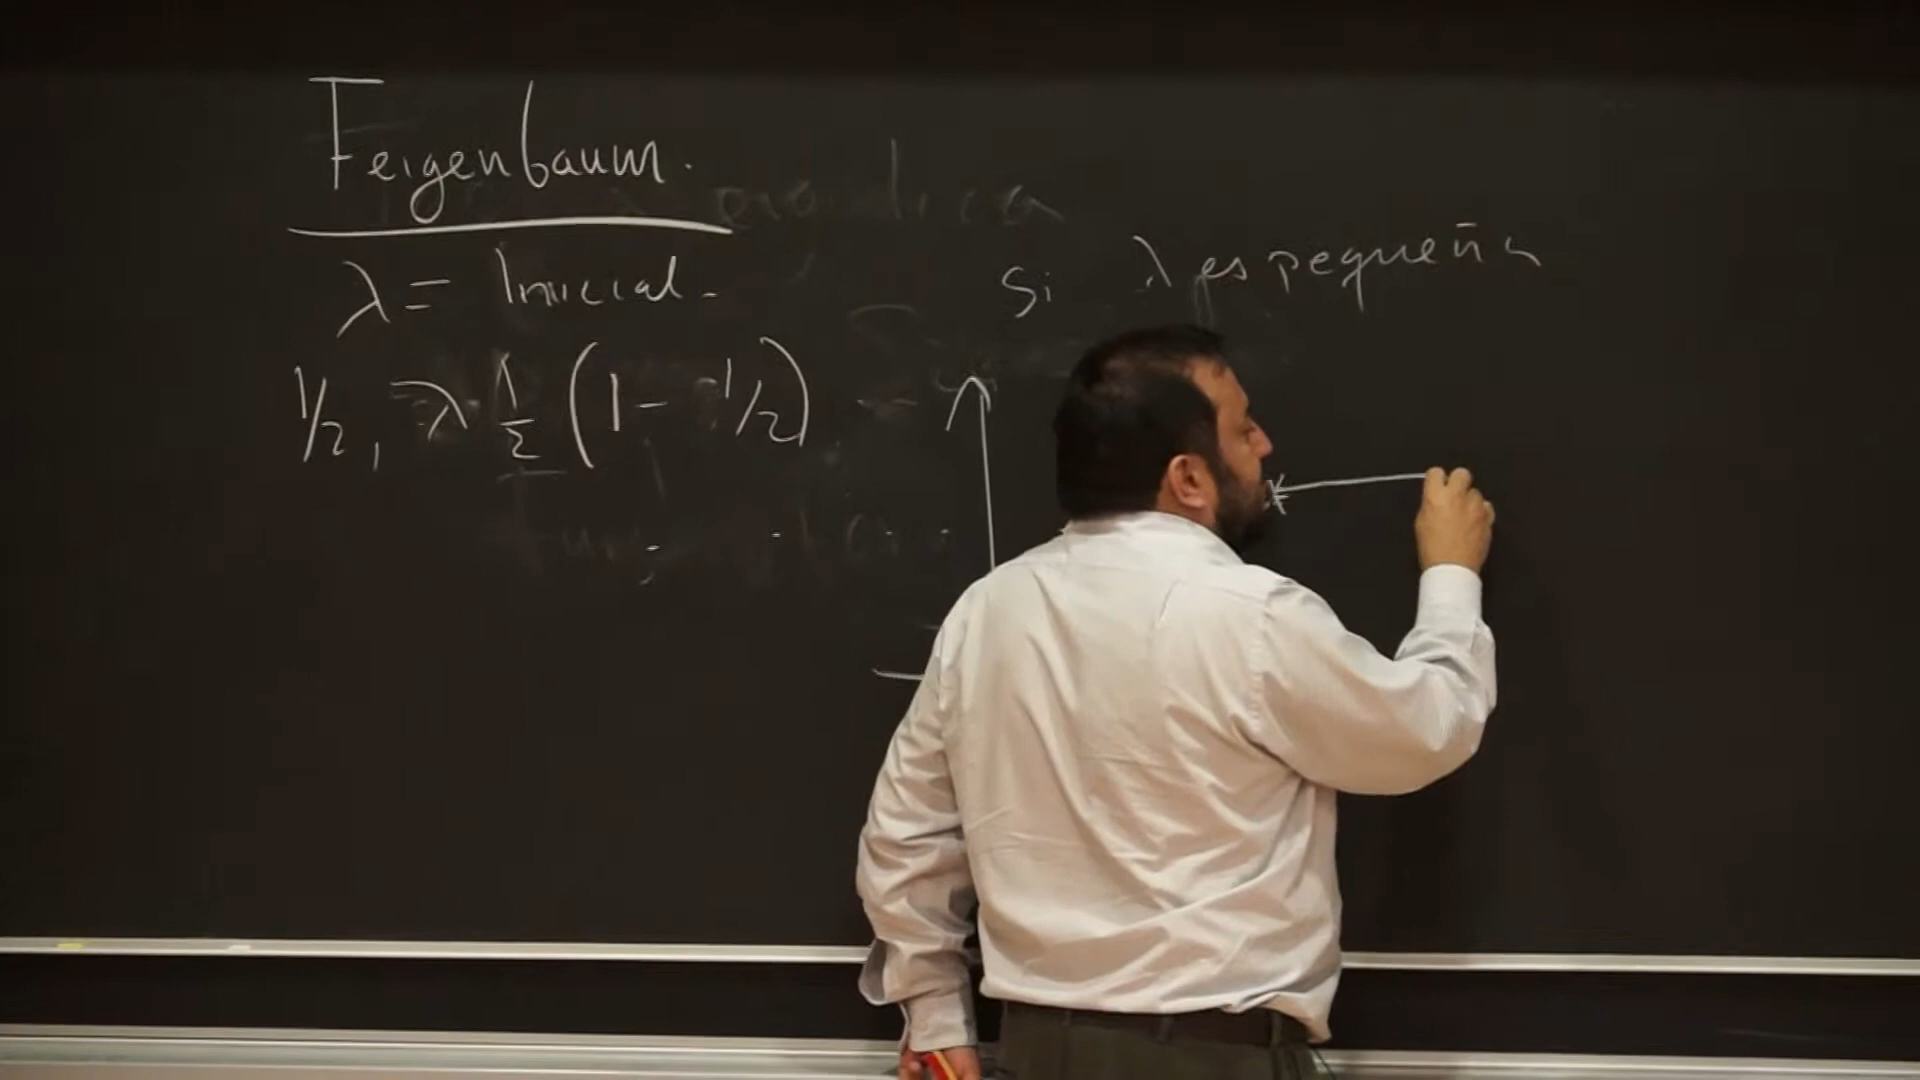 Feigenbaum.
λ = Inicial.
1/2, λ 1/2 (1 - 1/2)
Si λ es pequeña